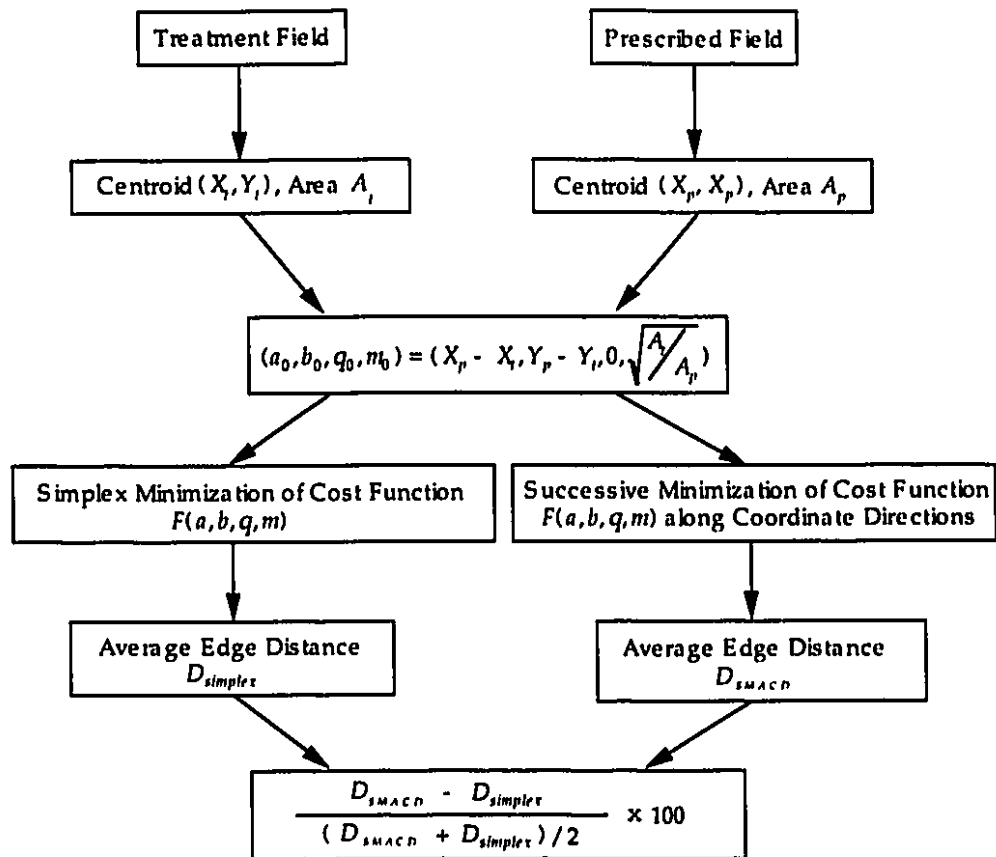 Treatment Field
Prescribed Field
Centroid (X_t, Y_t), Area A_t
Centroid (X_p, X_p), Area A_p
(a_0, b_0, q_0, m_0) = (X_p - X_t, Y_p - Y_t, 0, √(A_t/A_p))
Simplex Minimization of Cost Function
F(a,b,q,m)
Successive Minimization of Cost Function
F(a,b,q,m) along Coordinate Directions
Average Edge Distance
D_simplex
Average Edge Distance
D_SMACD
D_SMACD - D_simplex
(D_SMACD + D_simplex)/2
× 100